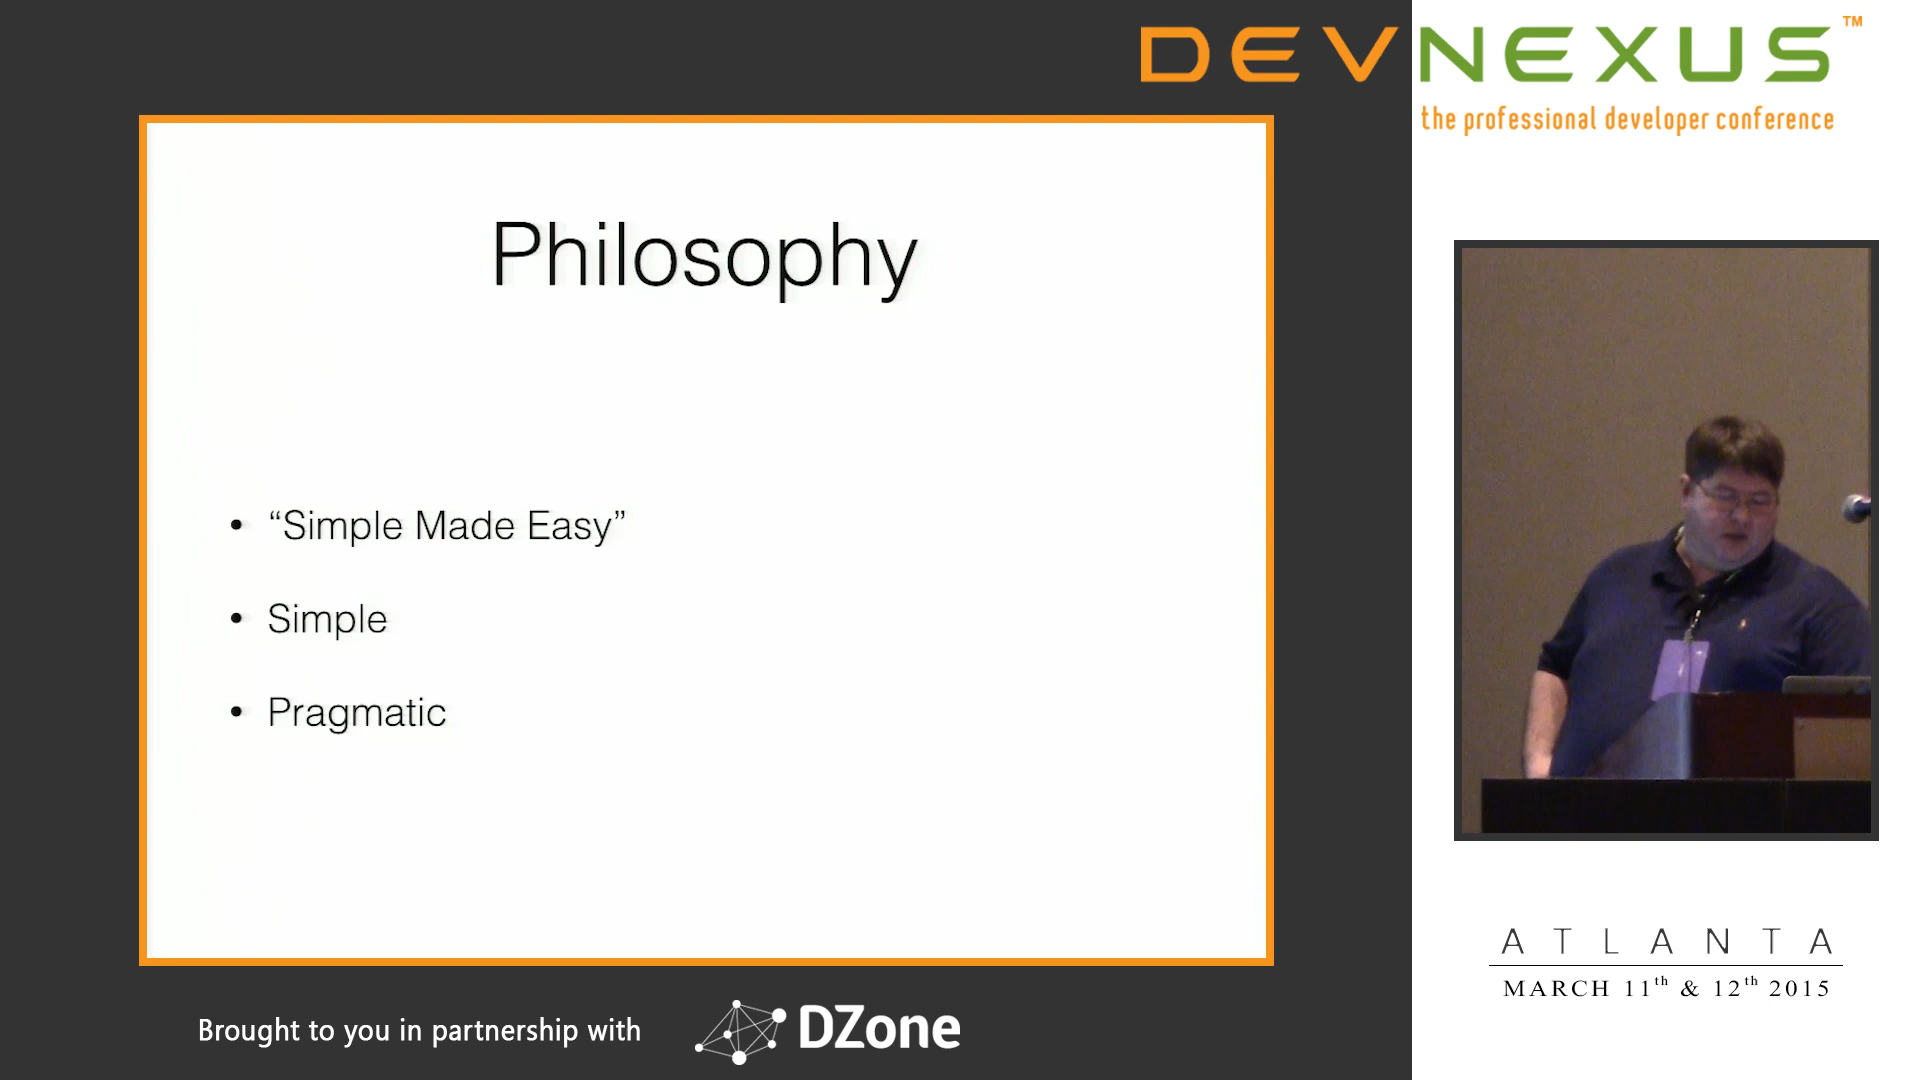 DEVNEXUS™
the professional developer conference
Philosophy
• “Simple Made Easy”
• Simple
• Pragmatic
ATLANTA
MARCH 11th & 12th 2015
Brought to you in partnership with DZone